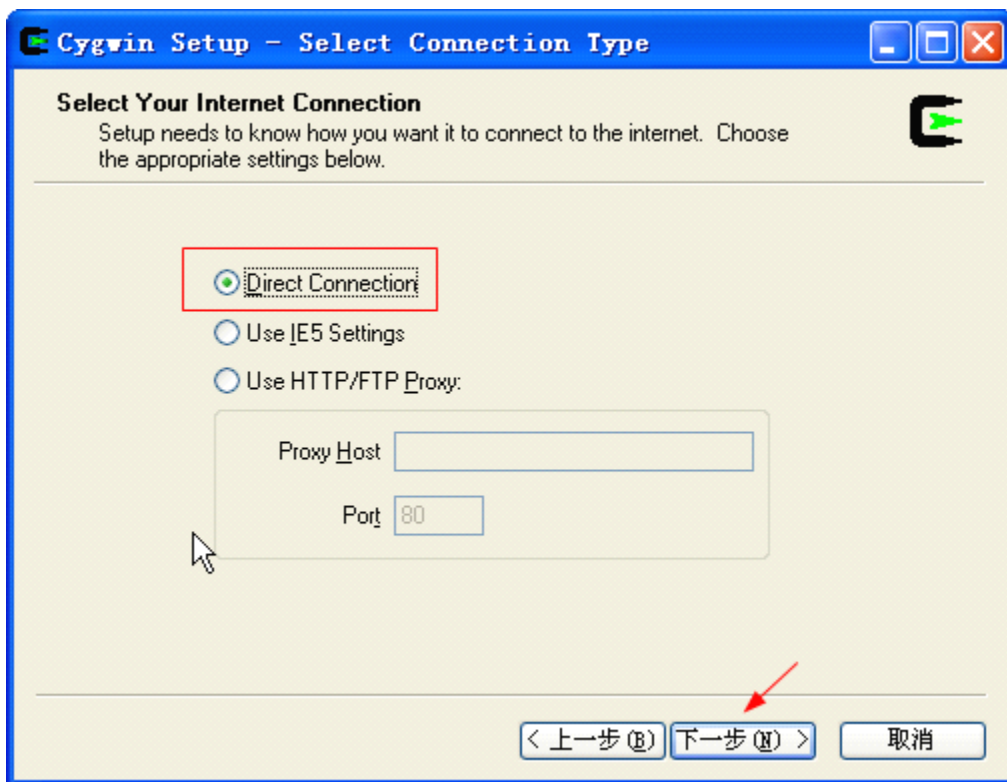 Cygwin Setup - Select Connection Type
Select Your Internet Connection
Setup needs to know how you want it to connect to the internet. Choose
the appropriate settings below.
Direct Connection
Use IE5 Settings
Use HTTP/FTP Proxy:
Proxy Host
Port 80
< 上一步(B) 下一步(N) > 取消